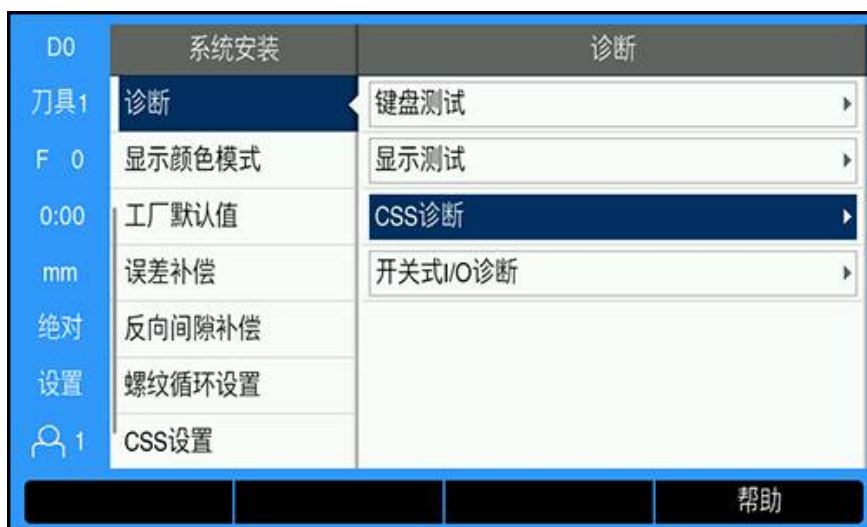 D0
系统安装
诊断
刀具1
诊断
键盘测试
F 0
显示颜色模式
显示测试
0:00
工厂默认值
CSS诊断
mm
误差补偿
开关式I/O诊断
绝对
反向间隙补偿
设置
螺纹循环设置
1
CSS设置
帮助